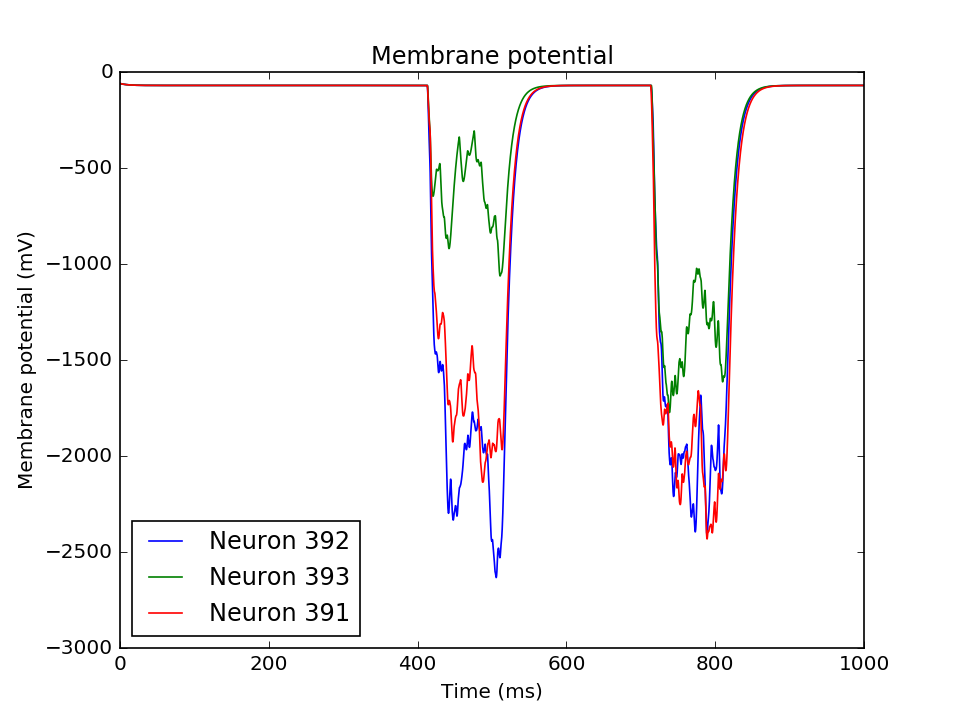 Membrane potential
Membrane potential (mV)
0
−500
−1000
−1500
−2000
−2500
−3000
Neuron 392
Neuron 393
Neuron 391
0 200 400 600 800 1000
Time (ms)